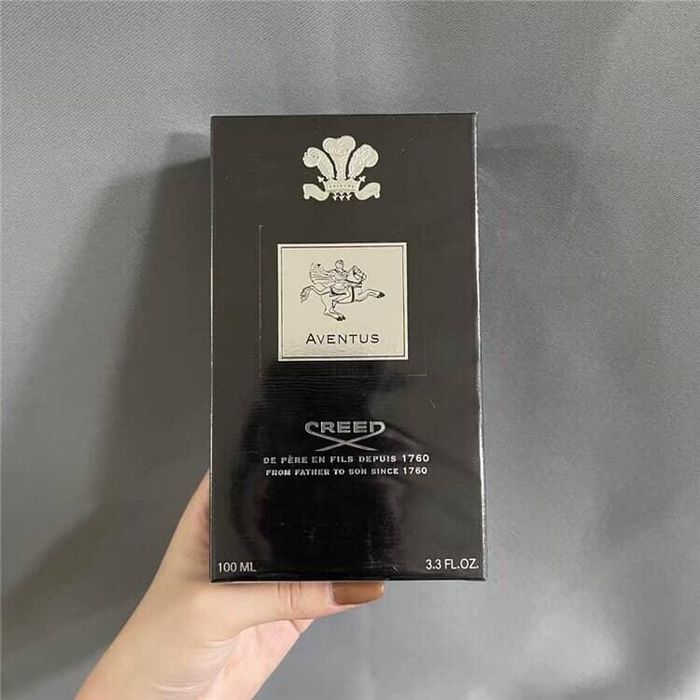 AVENTUS
CREED
DE PÈRE EN FILS DEPUIS 1760
FROM FATHER TO SON SINCE 1760
100 ML
3.3 FL.OZ.